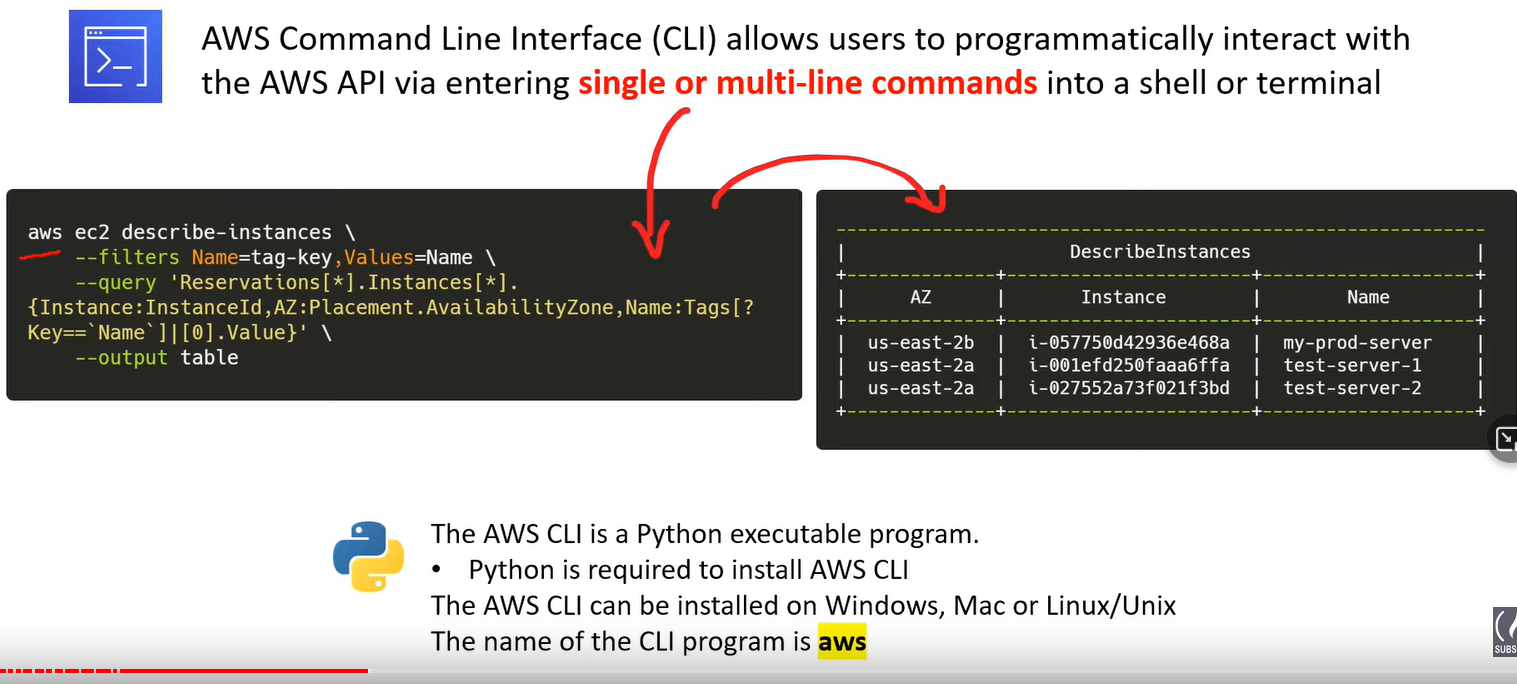 AWS Command Line Interface (CLI) allows users to programmatically interact with
the AWS API via entering single or multi-line commands into a shell or terminal
aws ec2 describe-instances \
--filters Name=tag-key,Values=Name \
--query 'Reservations[*].Instances[*].
{Instance:InstanceId,AZ:Placement.AvailabilityZone,Name:Tags[?
Key==`Name`]|[0].Value}' \
--output table
--------------------------------------------------------
| DescribeInstances |
+-------------+----------------------+------------------+
| AZ | Instance | Name |
+-------------+----------------------+------------------+
| us-east-2b | i-057750d42936e468a | my-prod-server |
| us-east-2a | i-001efd250faaa6ffa | test-server-1 |
| us-east-2a | i-027552a73f021f3bd | test-server-2 |
+-------------+----------------------+------------------+
The AWS CLI is a Python executable program.
• Python is required to install AWS CLI
The AWS CLI can be installed on Windows, Mac or Linux/Unix
The name of the CLI program is aws
SUBS